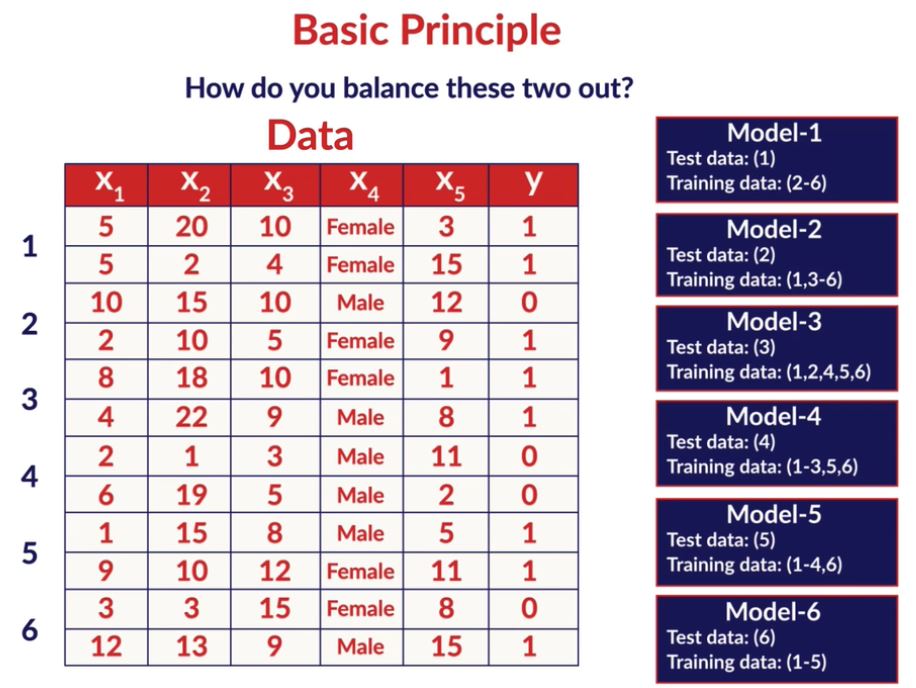 Basic Principle
How do you balance these two out?
Data
x1 x2 x3 x4 x5 y
1
5 20 10 Female 3 1
5 2 4 Female 15 1
2
10 15 10 Male 12 0
2 10 5 Female 9 1
3
8 18 10 Female 1 1
4 22 9 Male 8 1
4
2 1 3 Male 11 0
6 19 5 Male 2 0
5
1 15 8 Male 5 1
9 10 12 Female 11 1
6
3 3 15 Female 8 0
12 13 9 Male 15 1
Model-1
Test data: (1)
Training data: (2-6)
Model-2
Test data: (2)
Training data: (1,3-6)
Model-3
Test data: (3)
Training data: (1,2,4,5,6)
Model-4
Test data: (4)
Training data: (1-3,5,6)
Model-5
Test data: (5)
Training data: (1-4,6)
Model-6
Test data: (6)
Training data: (1-5)